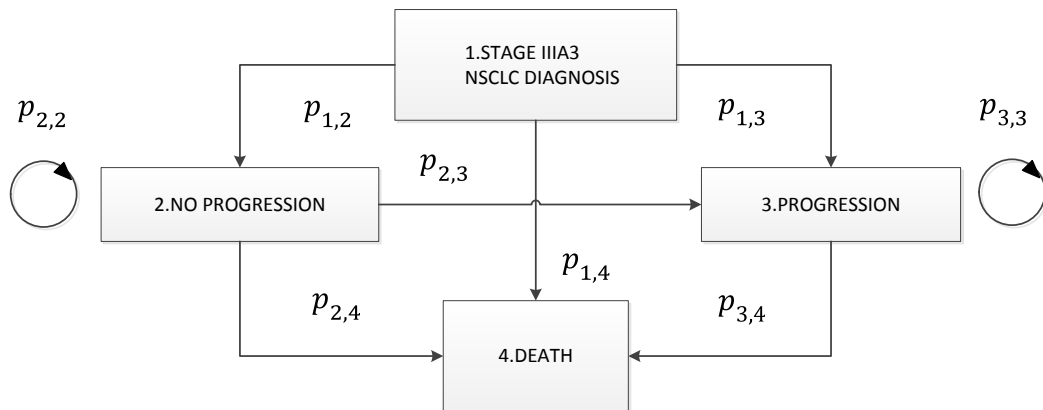 1.STAGE IIIA3
NSCLC DIAGNOSIS
p2,2
p1,2
p1,3
p3,3
p2,3
2.NO PROGRESSION
3.PROGRESSION
p1,4
p2,4
p3,4
4.DEATH